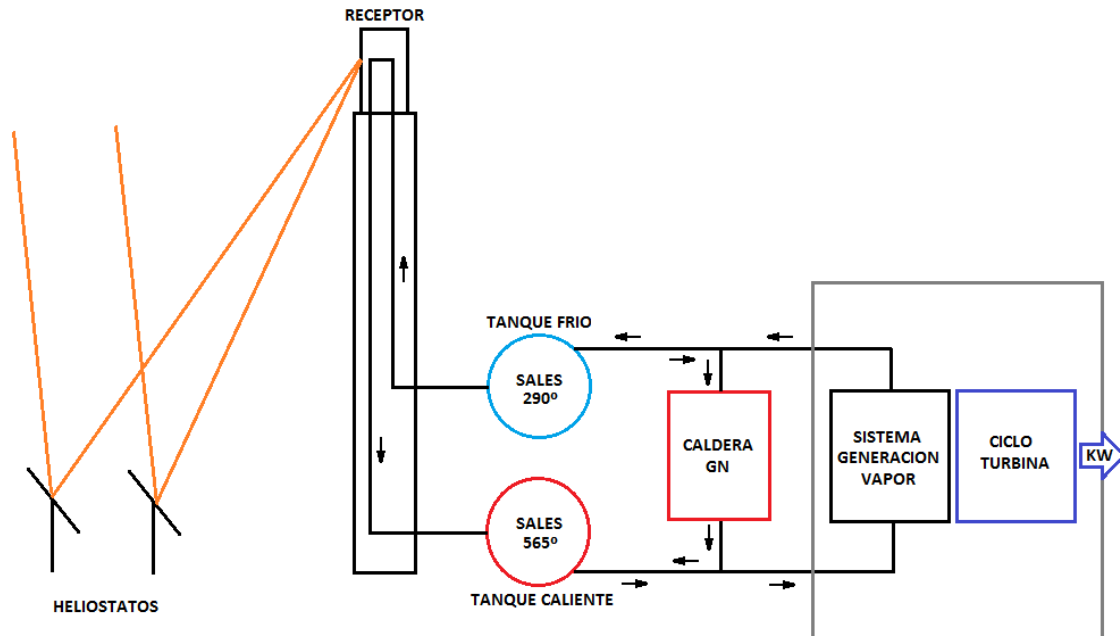 RECEPTOR
TANQUE FRIO
SALES
290º
CALDERA
GN
SISTEMA
GENERACION
VAPOR
CICLO
TURBINA
KW
SALES
565º
TANQUE CALIENTE
HELIOSTATOS